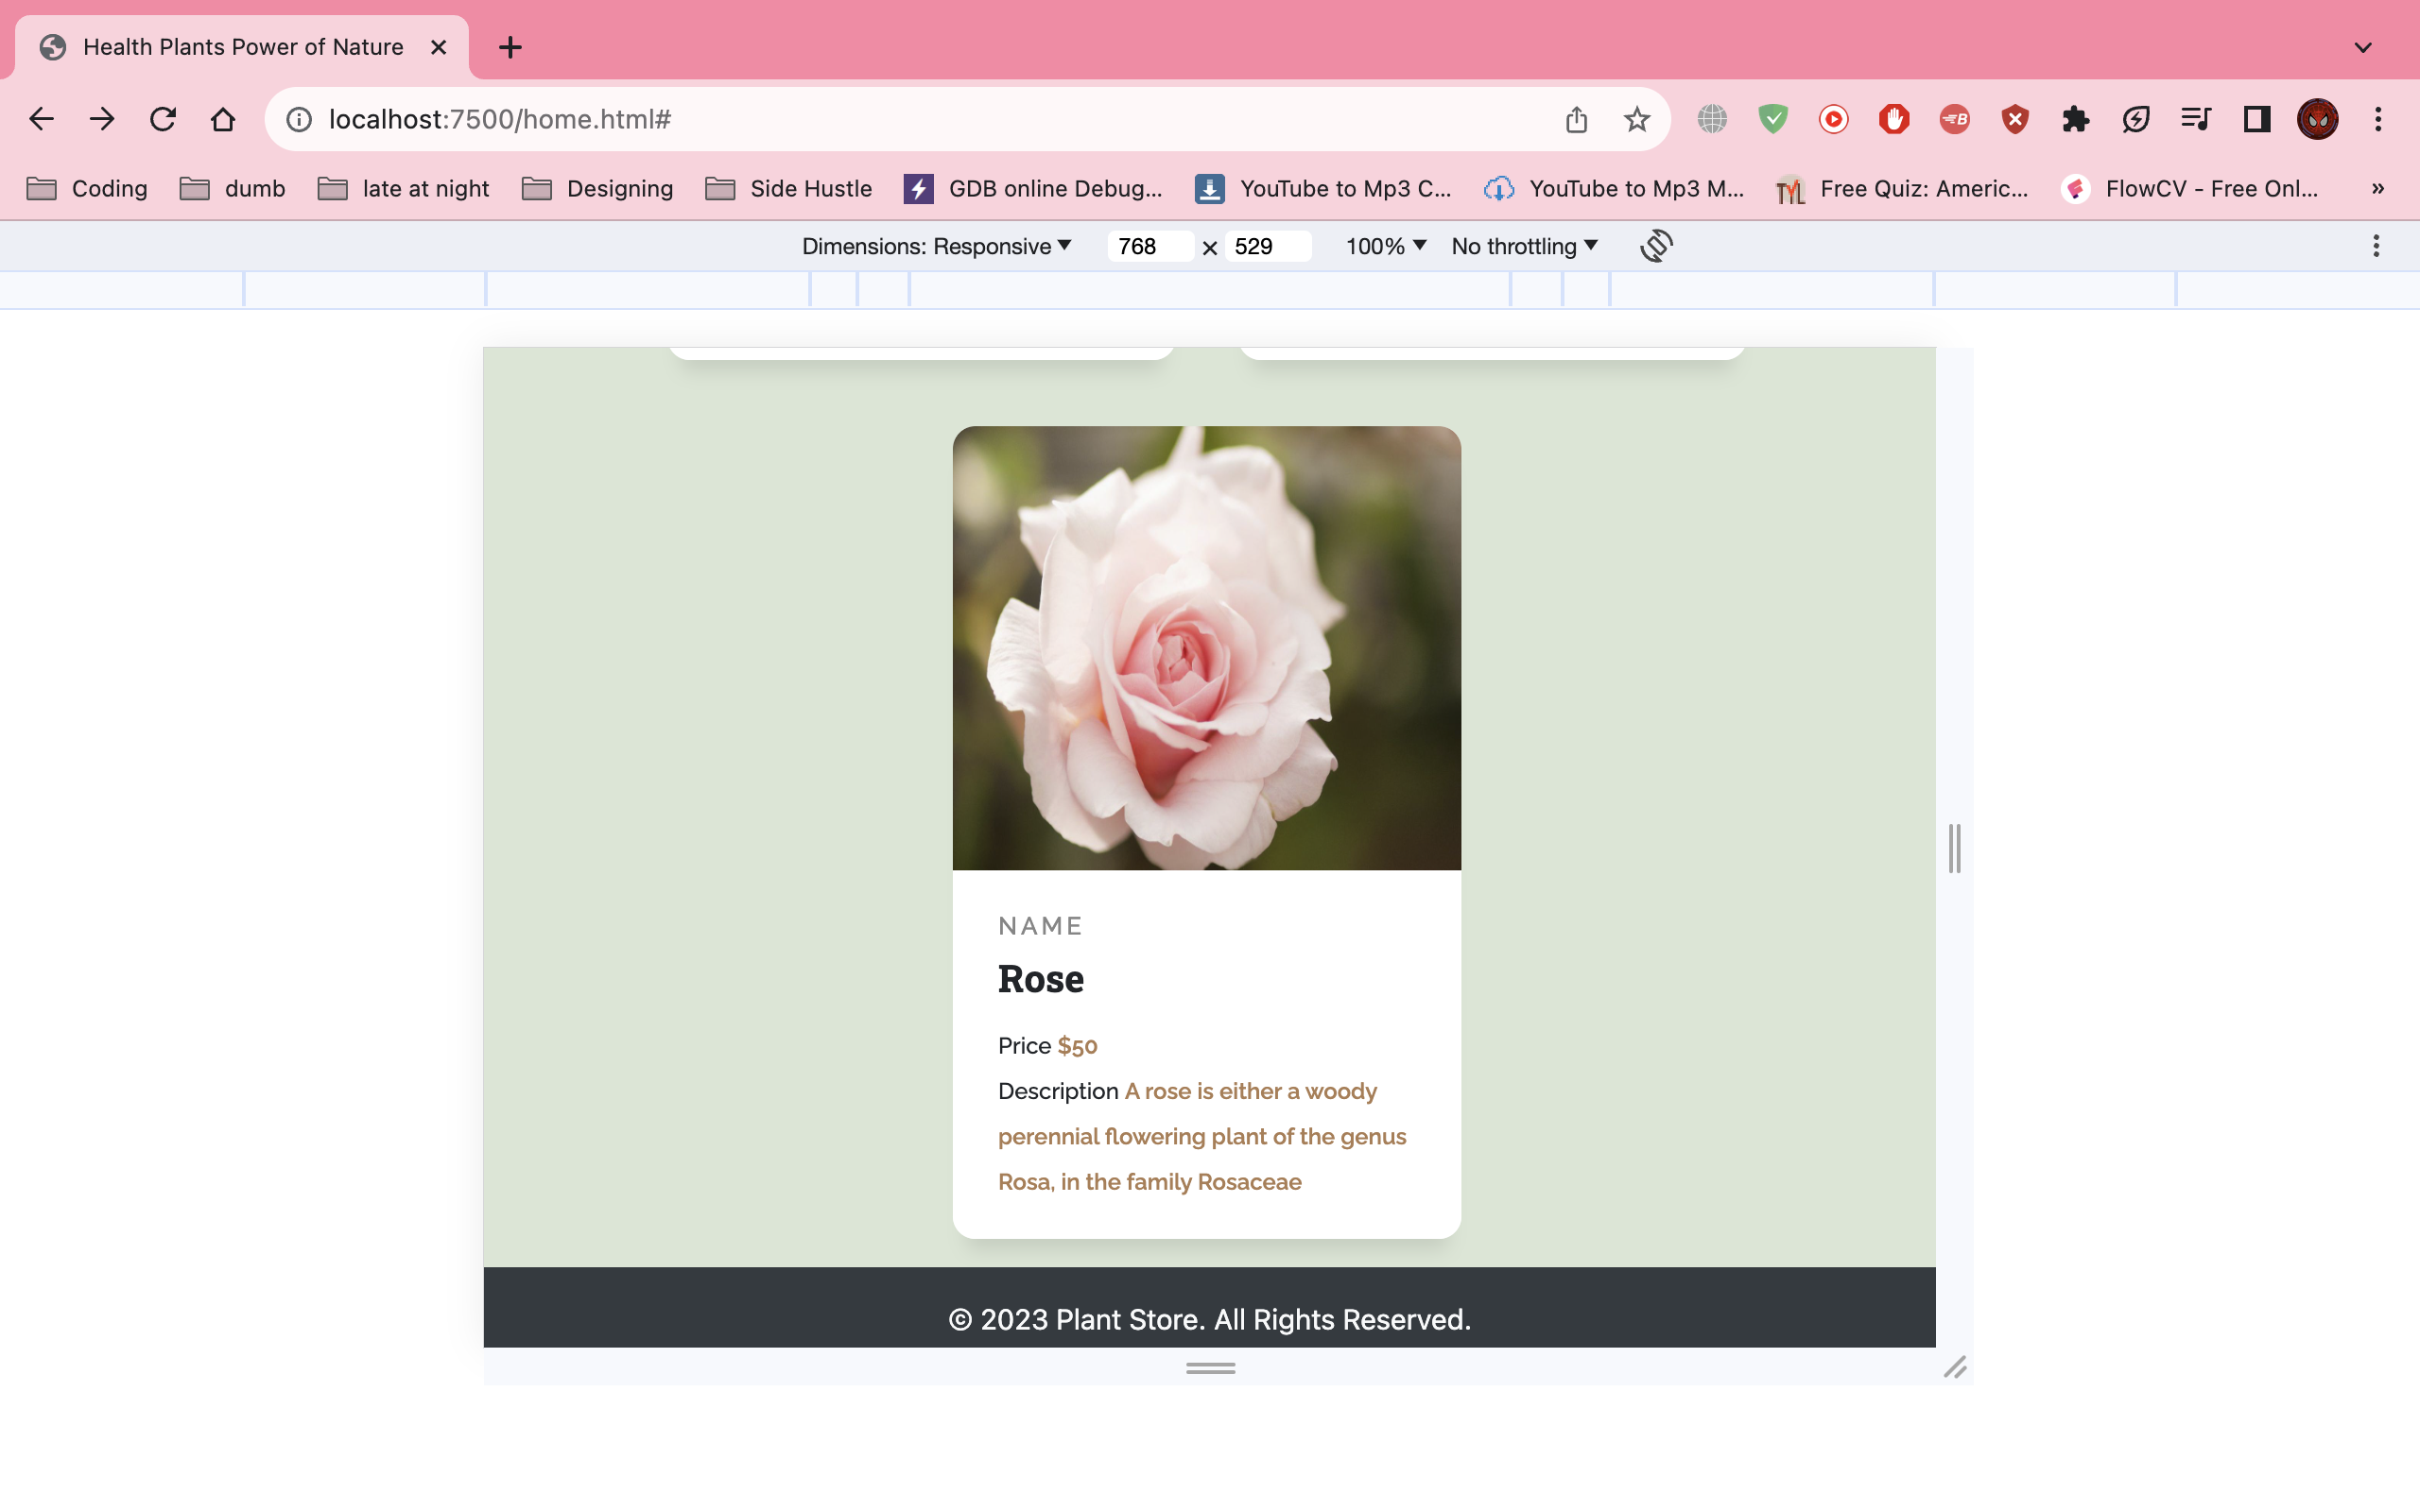 Health Plants Power of Nature
localhost:7500/home.html#
Coding dumb late at night Designing Side Hustle GDB online Debug... YouTube to Mp3 C... YouTube to Mp3 M... Free Quiz: Americ... FlowCV - Free Onl... »
Dimensions: Responsive 768 × 529 100% No throttling
NAME
Rose
Price $50
Description A rose is either a woody
perennial flowering plant of the genus
Rosa, in the family Rosaceae
© 2023 Plant Store. All Rights Reserved.